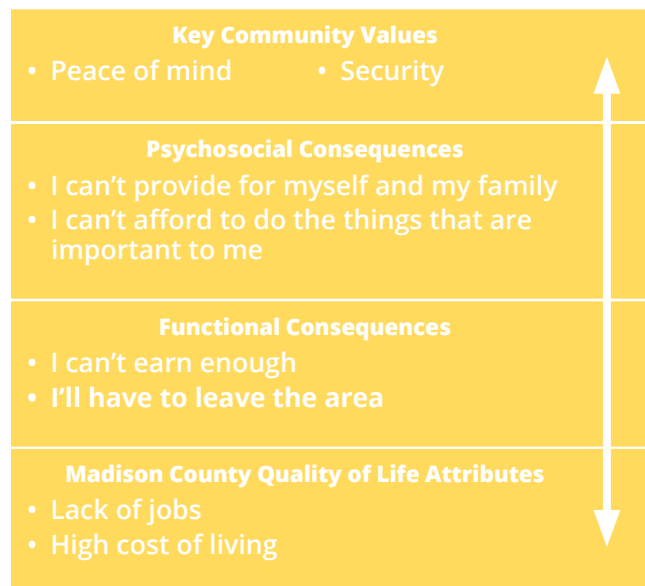 Key Community Values
• Peace of mind • Security
Psychosocial Consequences
• I can’t provide for myself and my family
• I can’t afford to do the things that are
important to me
Functional Consequences
• I can’t earn enough
• I’ll have to leave the area
Madison County Quality of Life Attributes
• Lack of jobs
• High cost of living